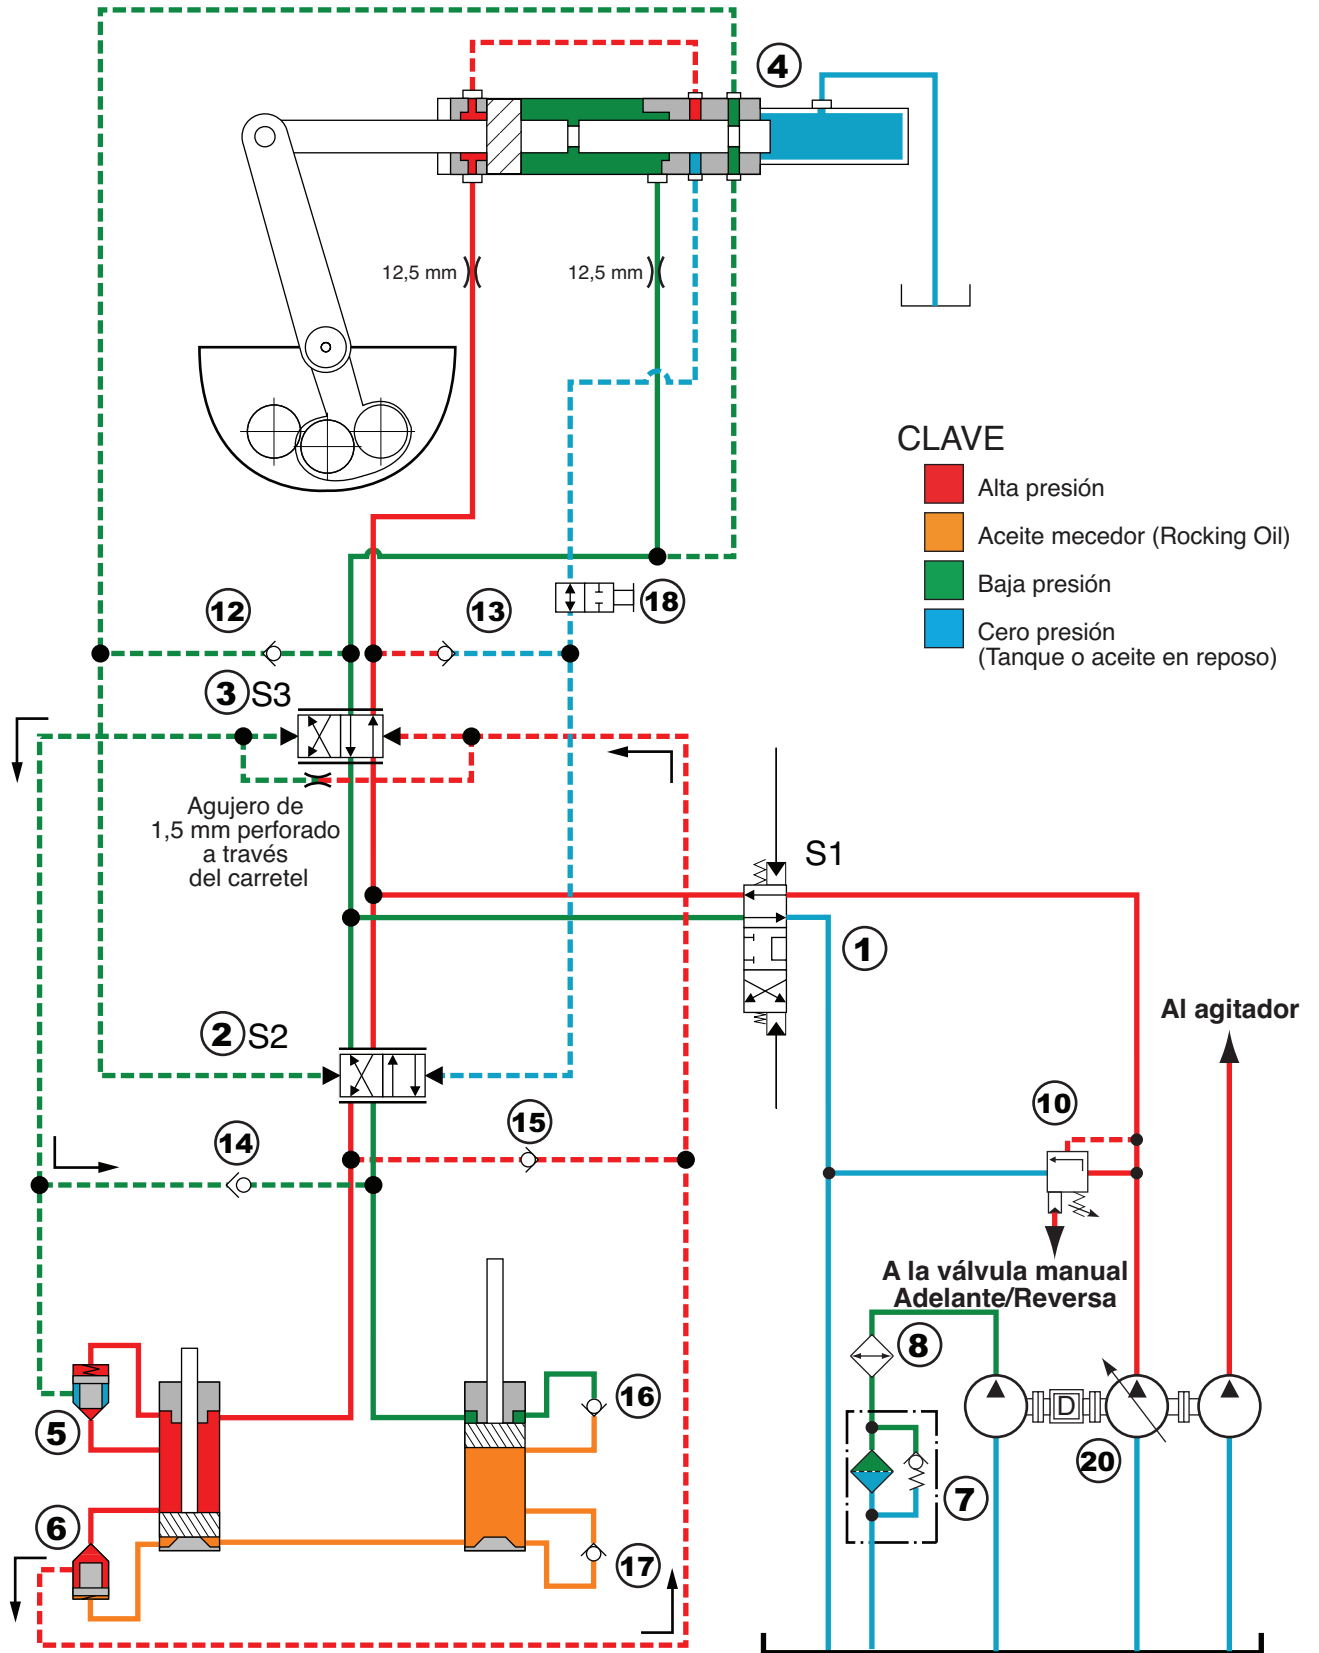 4
12,5 mm
12,5 mm
CLAVE
Alta presión
Aceite mecedor (Rocking Oil)
Baja presión
Cero presión
(Tanque o aceite en reposo)
12
13
18
3 S3
Agujero de
1,5 mm perforado
a través
del carretel
S1
1
2 S2
Al agitador
10
14
15
A la válvula manual
Adelante/Reversa
8
16
5
D
20
7
6
17